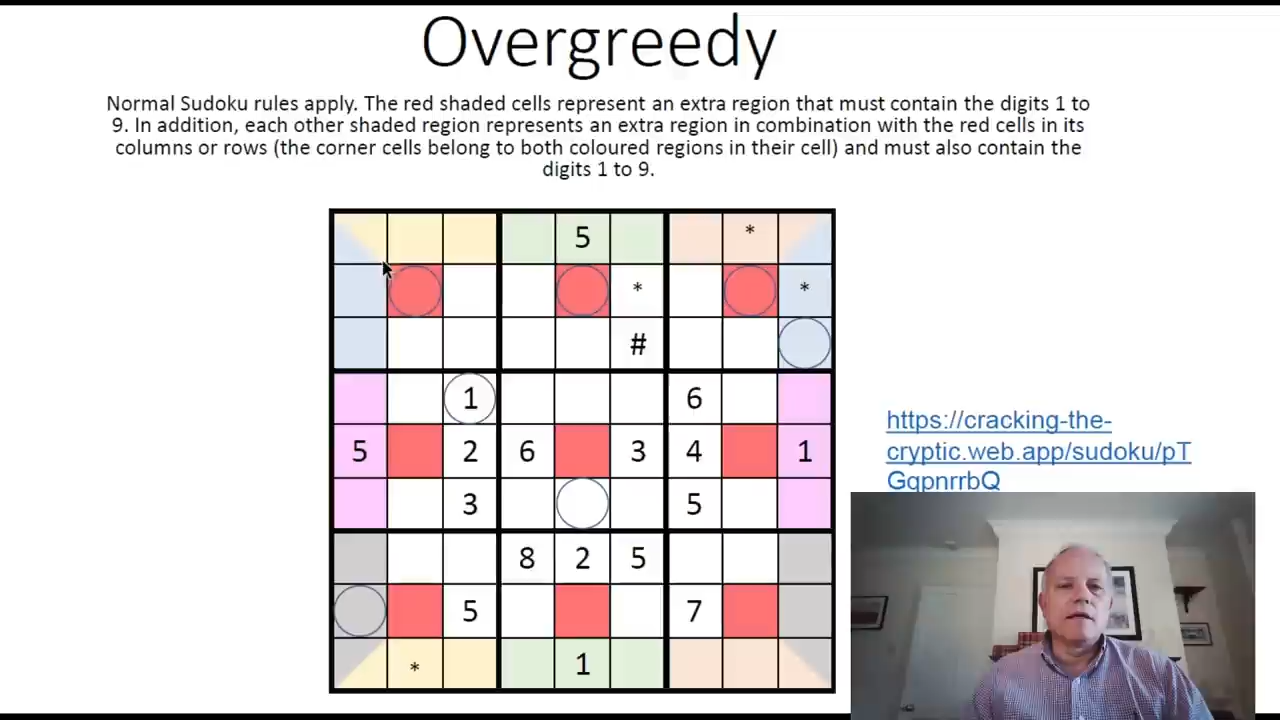 Overgreedy
Normal Sudoku rules apply. The red shaded cells represent an extra region that must contain the digits 1 to
9. In addition, each other shaded region represents an extra region in combination with the red cells in its
columns or rows (the corner cells belong to both coloured regions in their cell) and must also contain the
digits 1 to 9.
5 *
* *
#
1 6
5 2 6 3 4 1
3 5
8 2 5
5 7
* 1
https://cracking-the-
cryptic.web.app/sudoku/pT
GqpnrrbQ